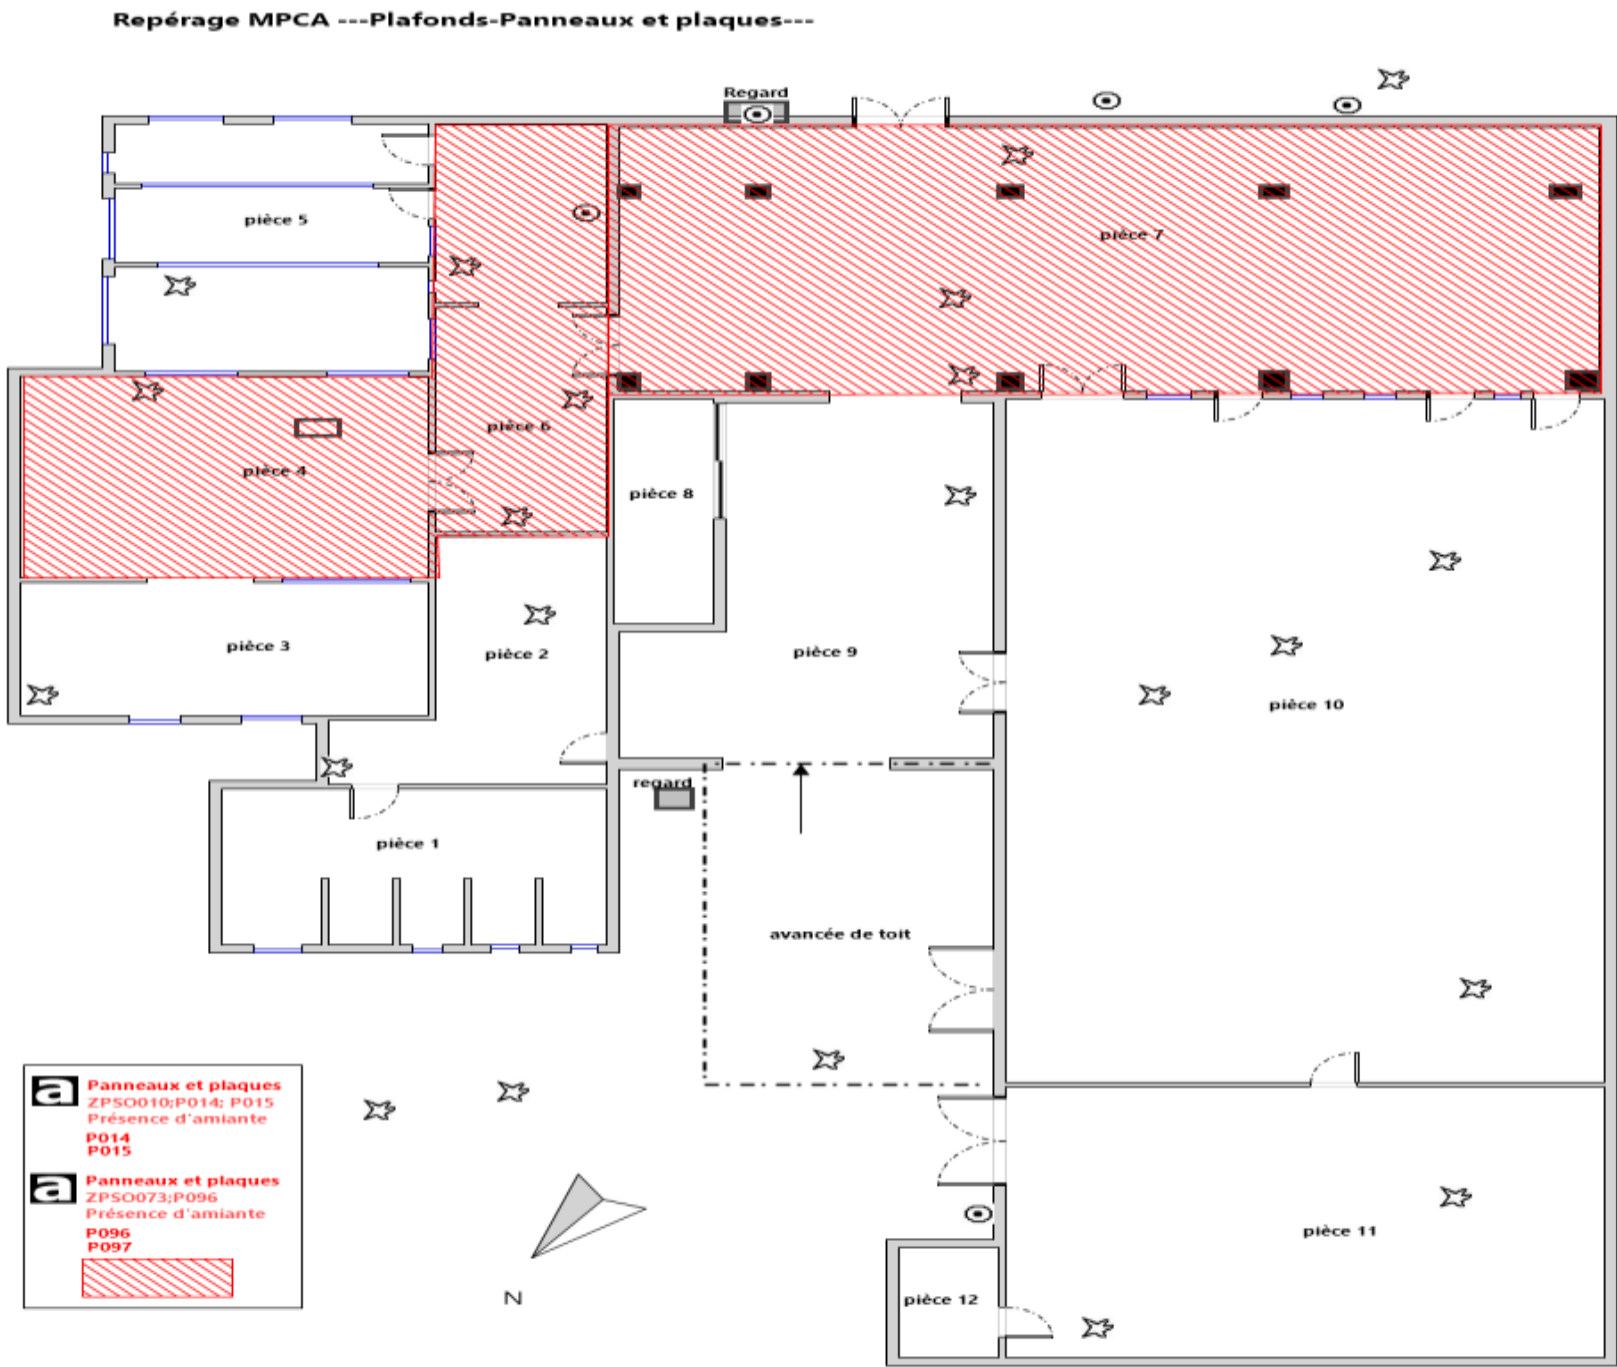 Repérage MPCA ---Plafonds-Panneaux et plaques---
Regard
pièce 5
pièce 7
pièce 6
pièce 4
pièce 8
pièce 3
pièce 2
pièce 9
pièce 10
regard
pièce 1
avancée de toit
a Panneaux et plaques
ZPSO010;P014; P015
Présence d'amiante
P014
P015
a Panneaux et plaques
ZPSO073;P096
Présence d'amiante
P096
P097
N
pièce 11
pièce 12